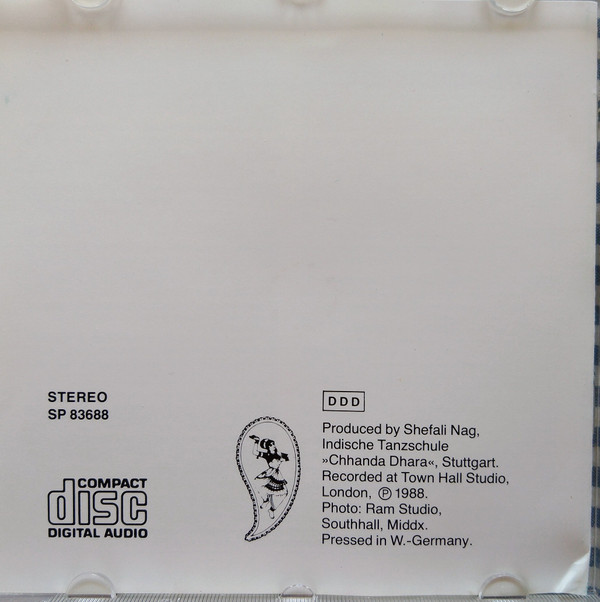 STEREO
SP 83688
COMPACT
disc
DIGITAL AUDIO
DDD
Produced by Shefali Nag,
Indische Tanzschule
»Chhanda Dhara«, Stuttgart.
Recorded at Town Hall Studio,
London, ℗ 1988.
Photo: Ram Studio,
Southhall, Middx.
Pressed in W.-Germany.